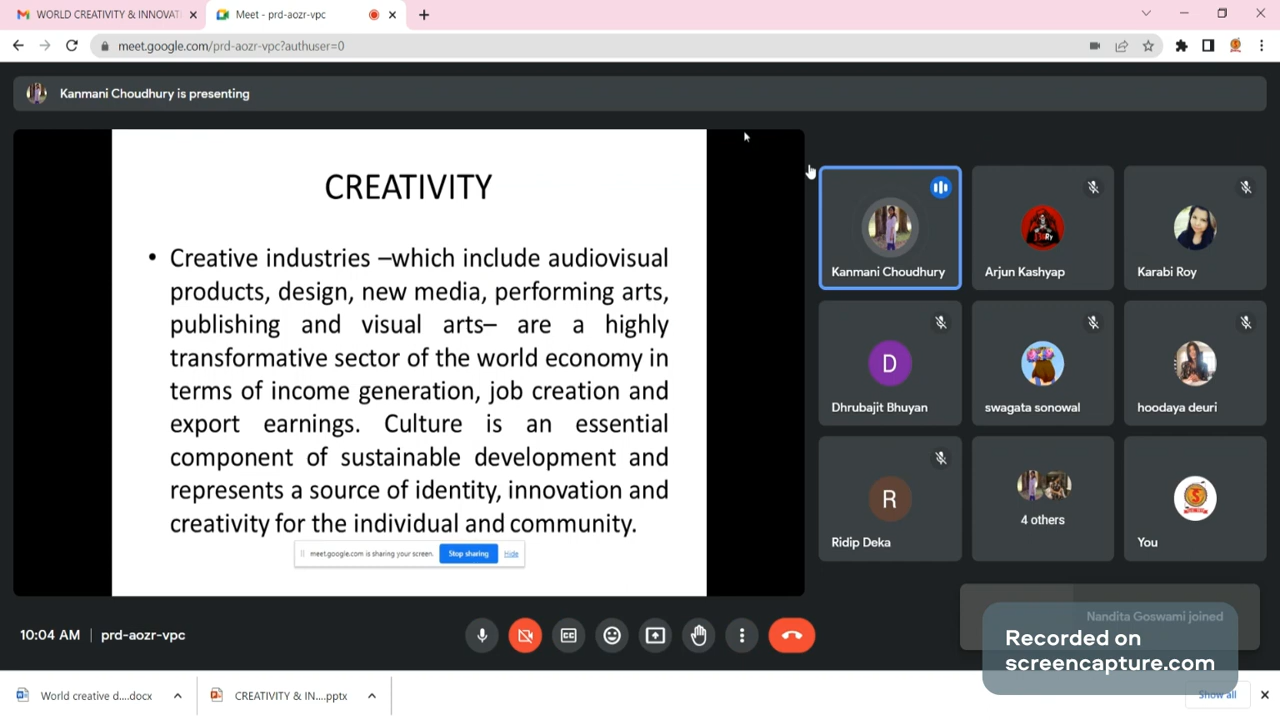 WORLD CREATIVITY & INNOVAT
Meet - prd-aozr-vpc
meet.google.com/prd-aozr-vpc?authuser=0
Kanmani Choudhury is presenting
CREATIVITY
• Creative industries –which include audiovisual
products, design, new media, performing arts,
publishing and visual arts– are a highly
transformative sector of the world economy in
terms of income generation, job creation and
export earnings. Culture is an essential
component of sustainable development and
represents a source of identity, innovation and
creativity for the individual and community.
meet.google.com is sharing your screen.
Stop sharing
Hide
Kanmani Choudhury
Arjun Kashyap
Karabi Roy
D
Dhrubajit Bhuyan
swagata sonowal
hoodaya deuri
R
Ridip Deka
4 others
You
Nandita Goswami joined
10:04 AM | prd-aozr-vpc
Recorded on
screencapture.com
World creative d....docx
CREATIVITY & IN....pptx
Show all